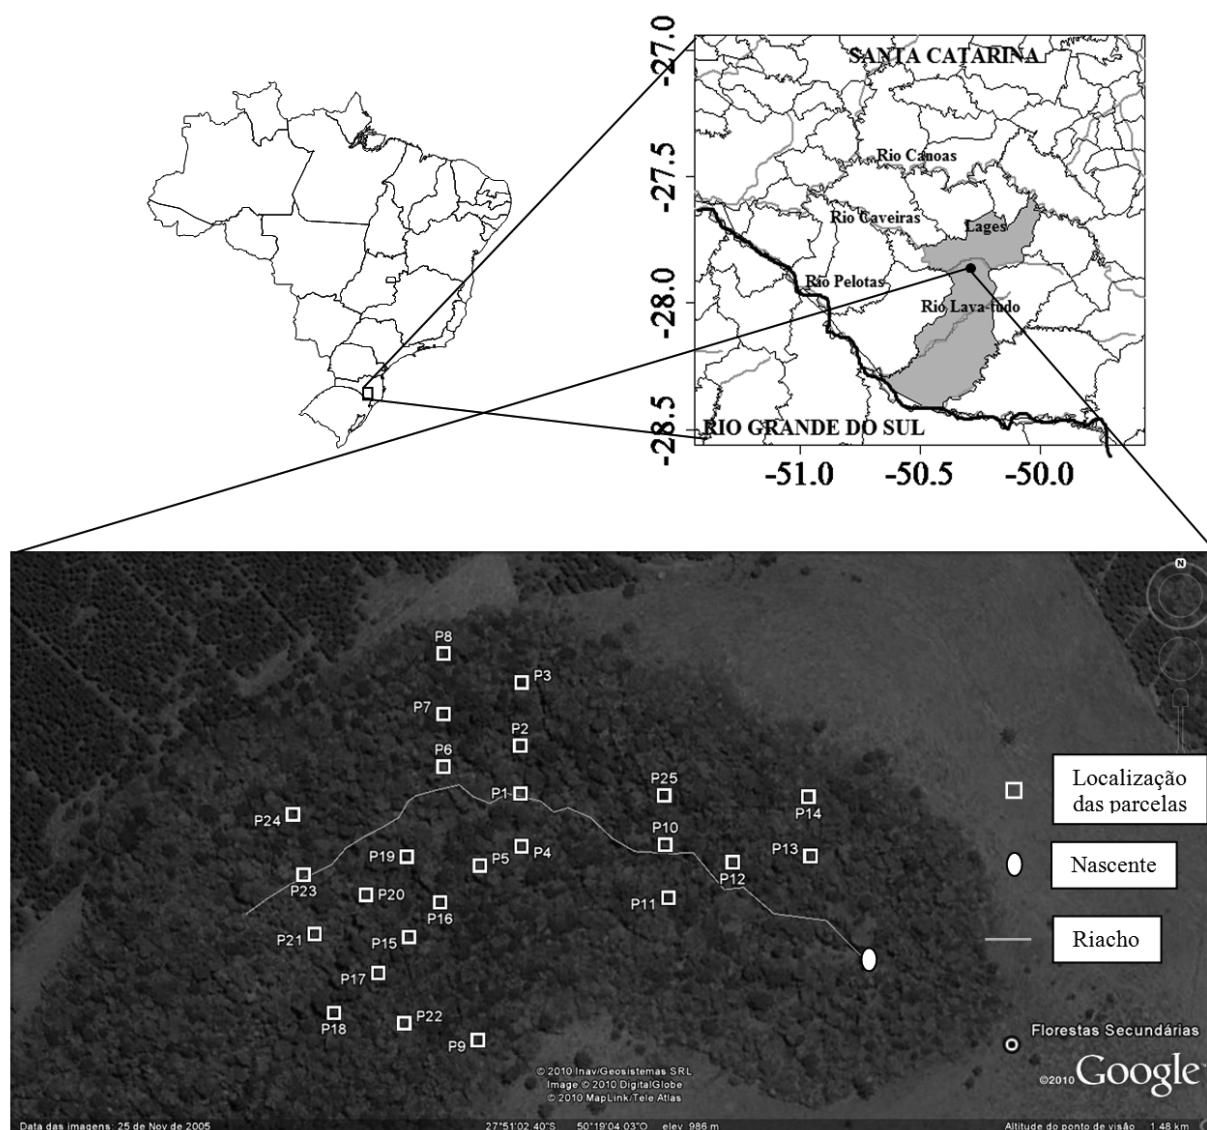 SANTA CATARINA
Rio Canoas
Rio Caveiras
Lages
Rio Pelotas
Rio Lava-tudo
RIO GRANDE DO SUL
-27.0
-27.5
-28.0
-28.5
-51.0
-50.5
-50.0
N
P8
P3
P7
P2
P6
P1
P25
P14
P24
P10
P4
P19
P5
P13
P12
P23
P20
P11
P16
P21
P15
P17
P18
P22
P9
Localização
das parcelas
Nascente
Riacho
Florestas Secundárias
©2010 Google
© 2010 Inav/Geosistemas SRL
Image © 2010 DigitalGlobe
© 2010 MapLink/Tele Atlas
Data das imagens: 25 de Nov de 2005
27°51'02.40"S 50°19'04.03"O elev 986 m
Altitude do ponto de visão 1.48 km